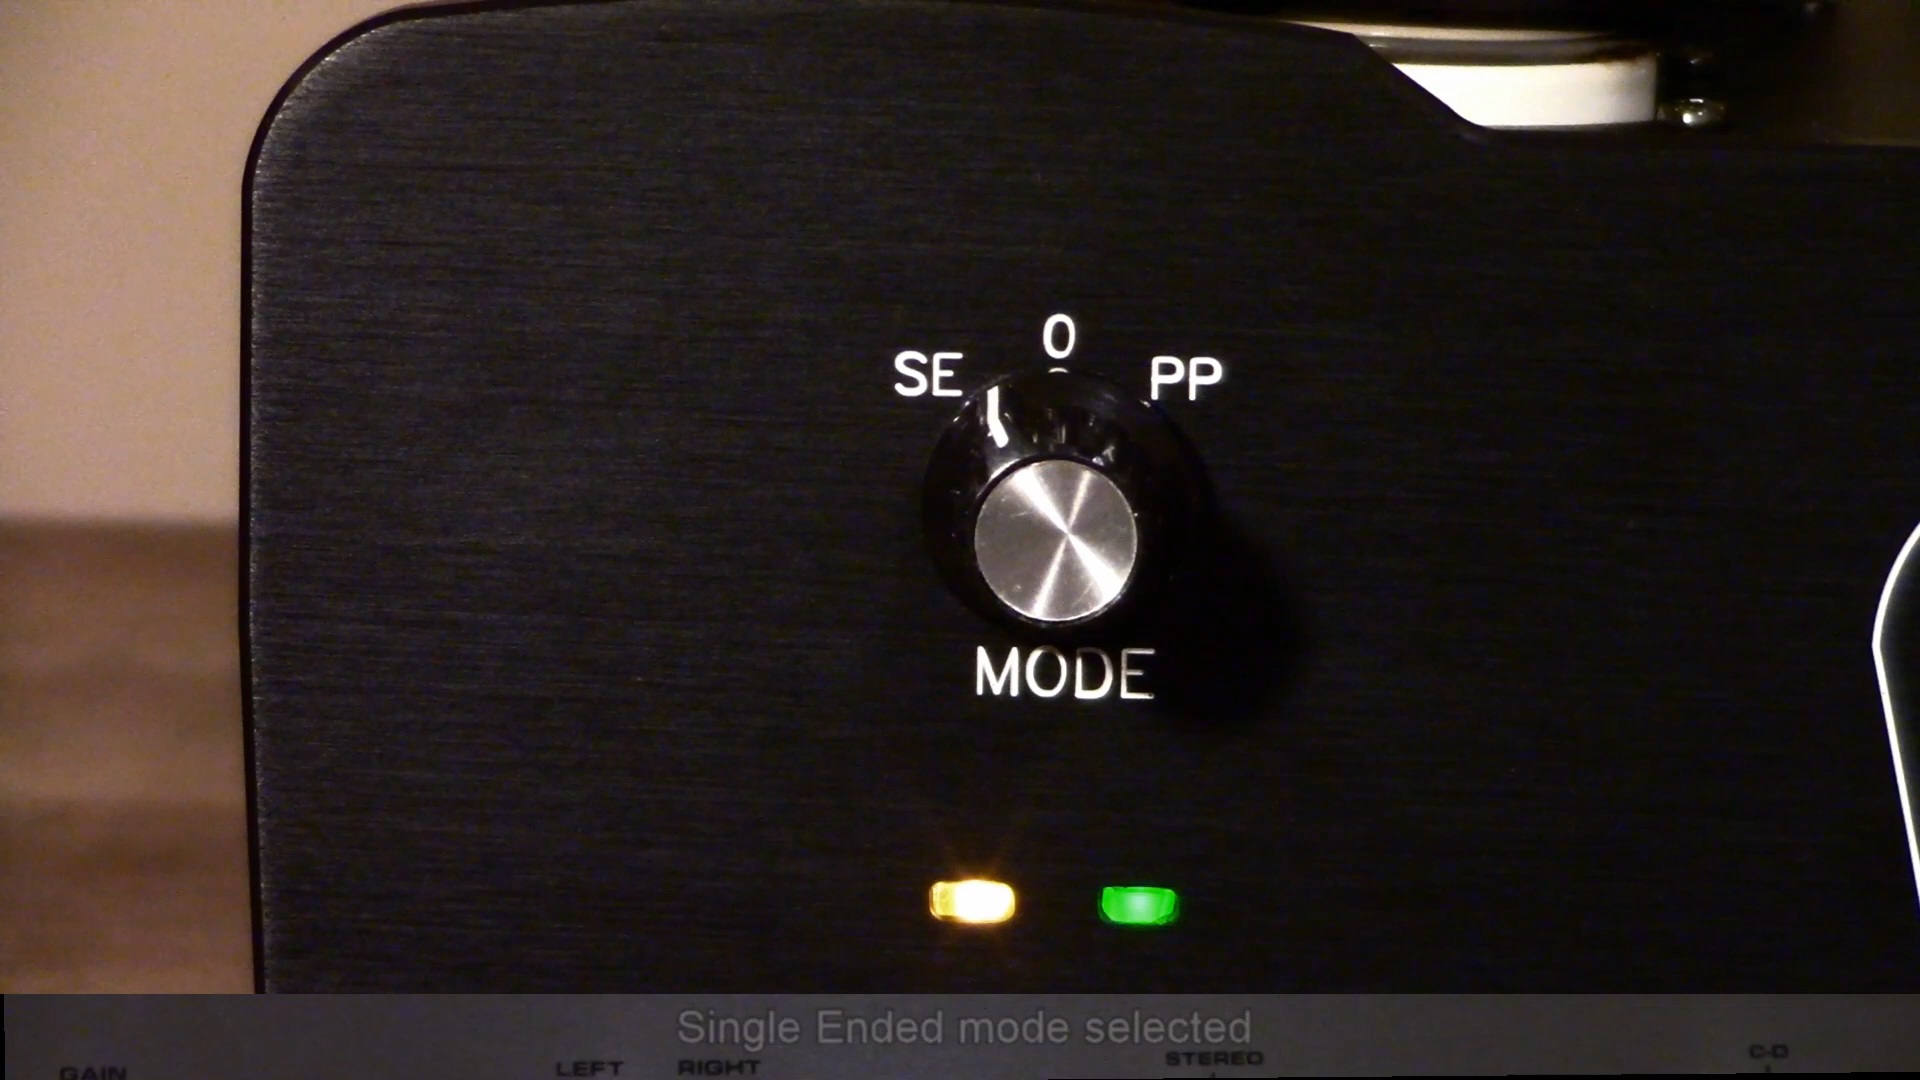 0
SE PP
MODE
Single Ended mode selected
GAIN LEFT RIGHT STEREO C-D